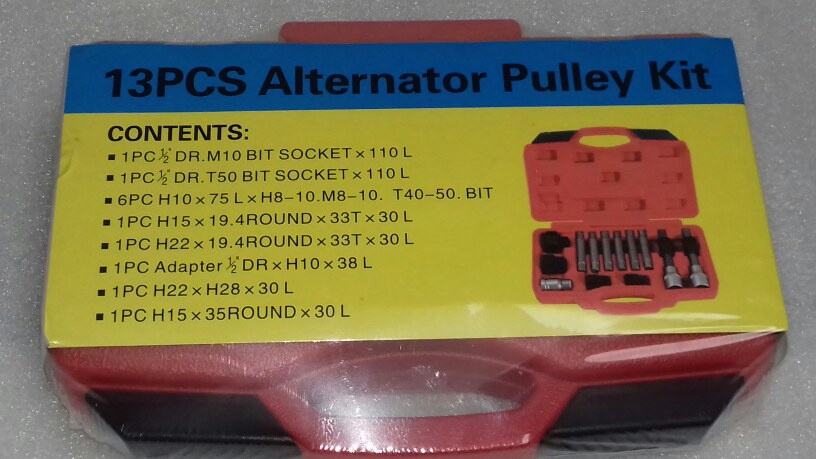 13PCS Alternator Pulley Kit
CONTENTS:
▪ 1PC ½" DR.M10 BIT SOCKET × 110 L
▪ 1PC ½" DR.T50 BIT SOCKET × 110 L
▪ 6PC H10 × 75 L × H8-10.M8-10. T40-50. BIT
▪ 1PC H15 × 19.4ROUND × 33T × 30 L
▪ 1PC H22 × 19.4ROUND × 33T × 30 L
▪ 1PC Adapter ½" DR × H10 × 38 L
▪ 1PC H22 × H28 × 30 L
▪ 1PC H15 × 35ROUND × 30 L